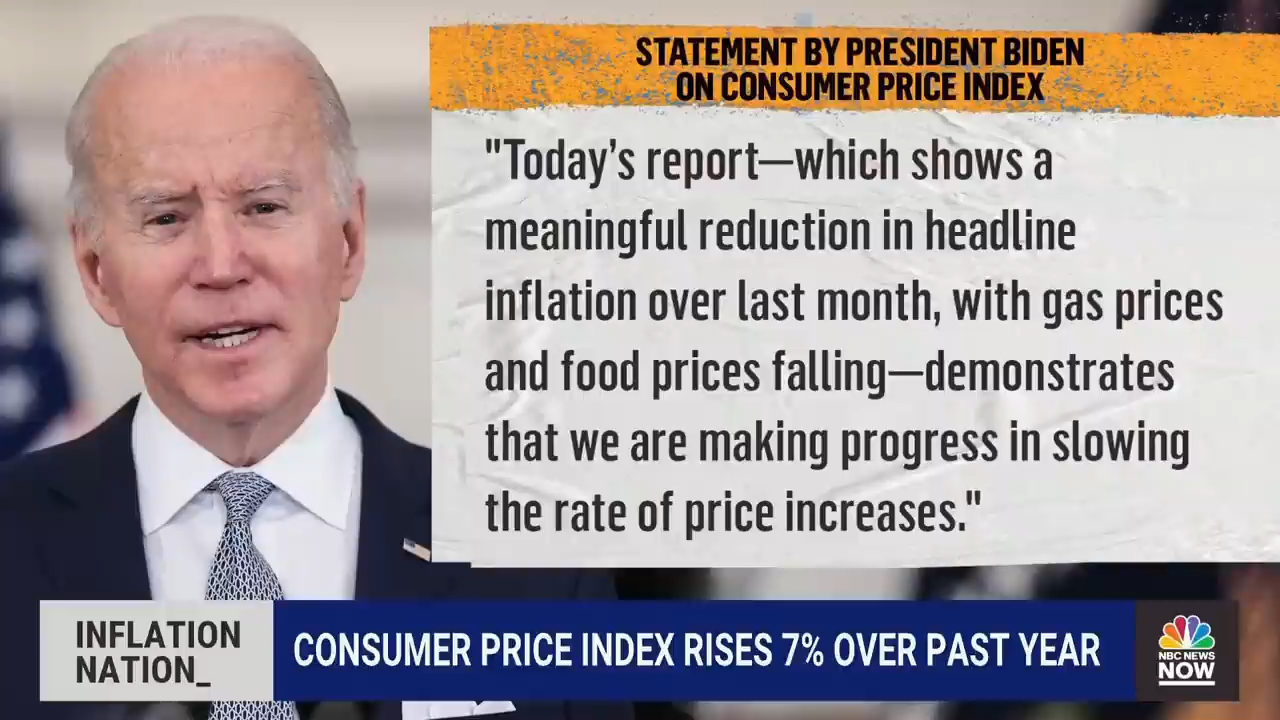 STATEMENT BY PRESIDENT BIDEN
ON CONSUMER PRICE INDEX
"Today's report—which shows a
meaningful reduction in headline
inflation over last month, with gas prices
and food prices falling—demonstrates
that we are making progress in slowing
the rate of price increases."
INFLATION
NATION_
CONSUMER PRICE INDEX RISES 7% OVER PAST YEAR
NBC NEWS
NOW